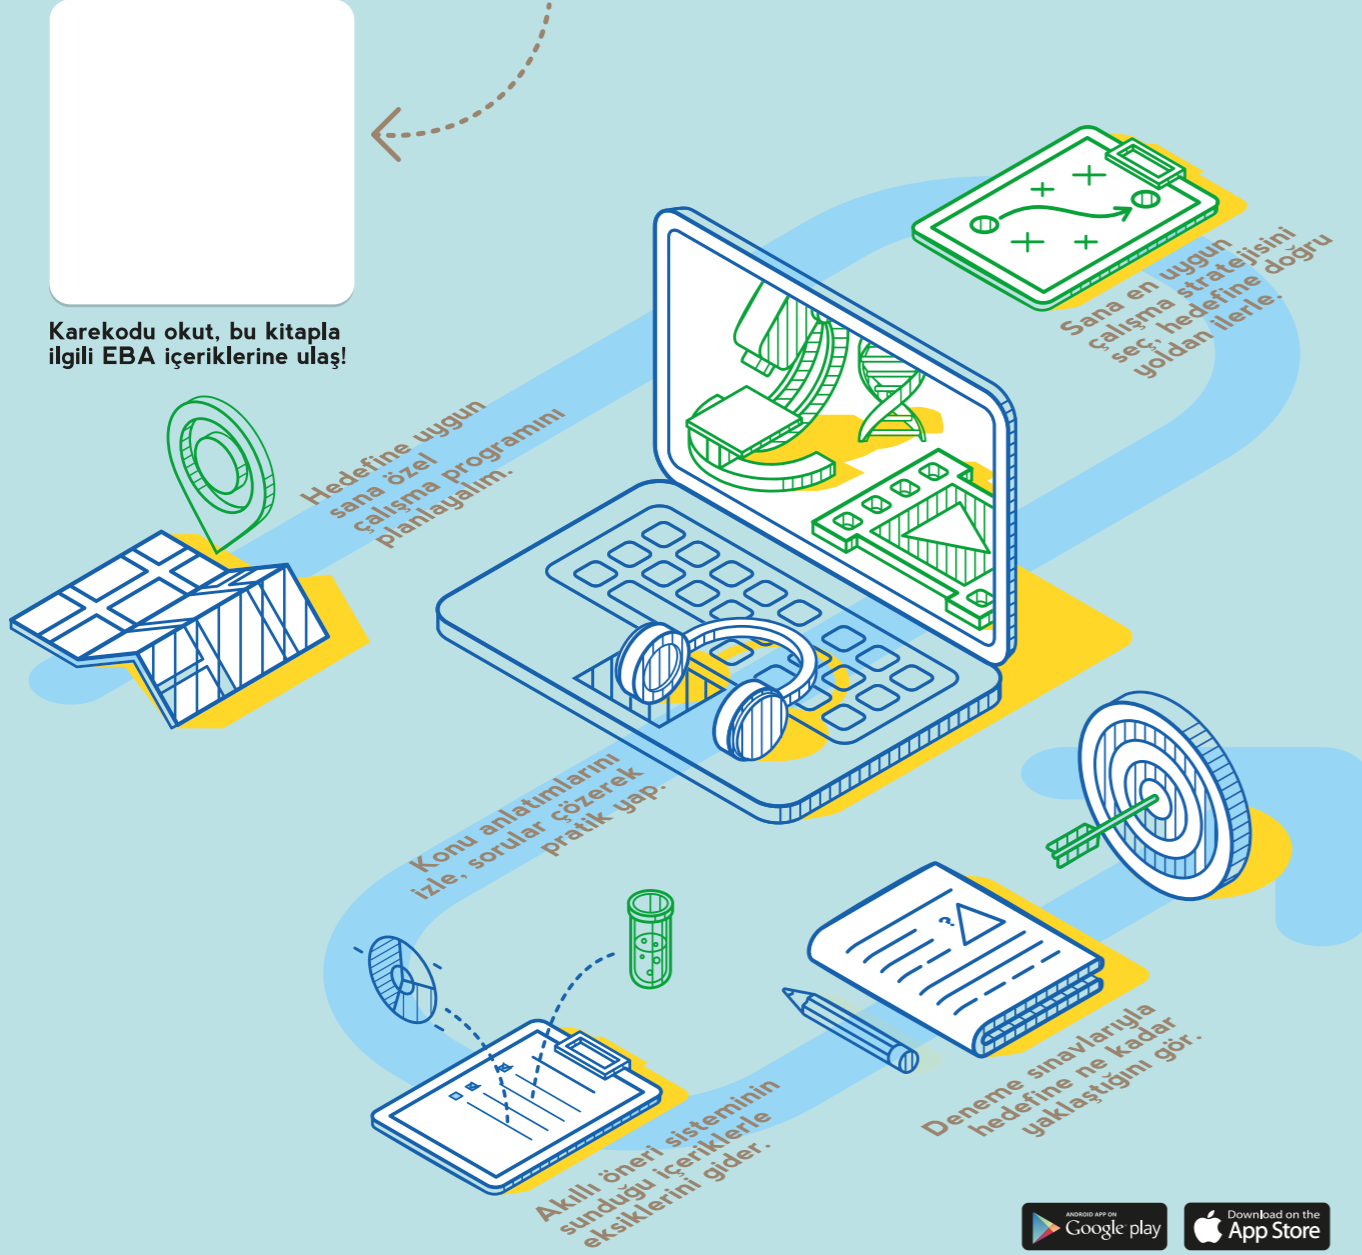 Karekodu okut, bu kitapla
ilgili EBA içeriklerine ulaş!
Sana en uygun
çalışma stratejisini
seç, hedefine doğru
yoldan ilerle.
Hedefine uygun
sana özel
çalışma programını
planlayalım.
Konu anlatımlarını
izle, sorular çözerek
pratik yap.
?
Deneme sınavlarıyla
hedefine ne kadar
yaklaştığını gör.
Akıllı öneri sisteminin
sunduğu içeriklerle
eksiklerini gider.
ANDROID APP ON
Google play
Download on the
App Store